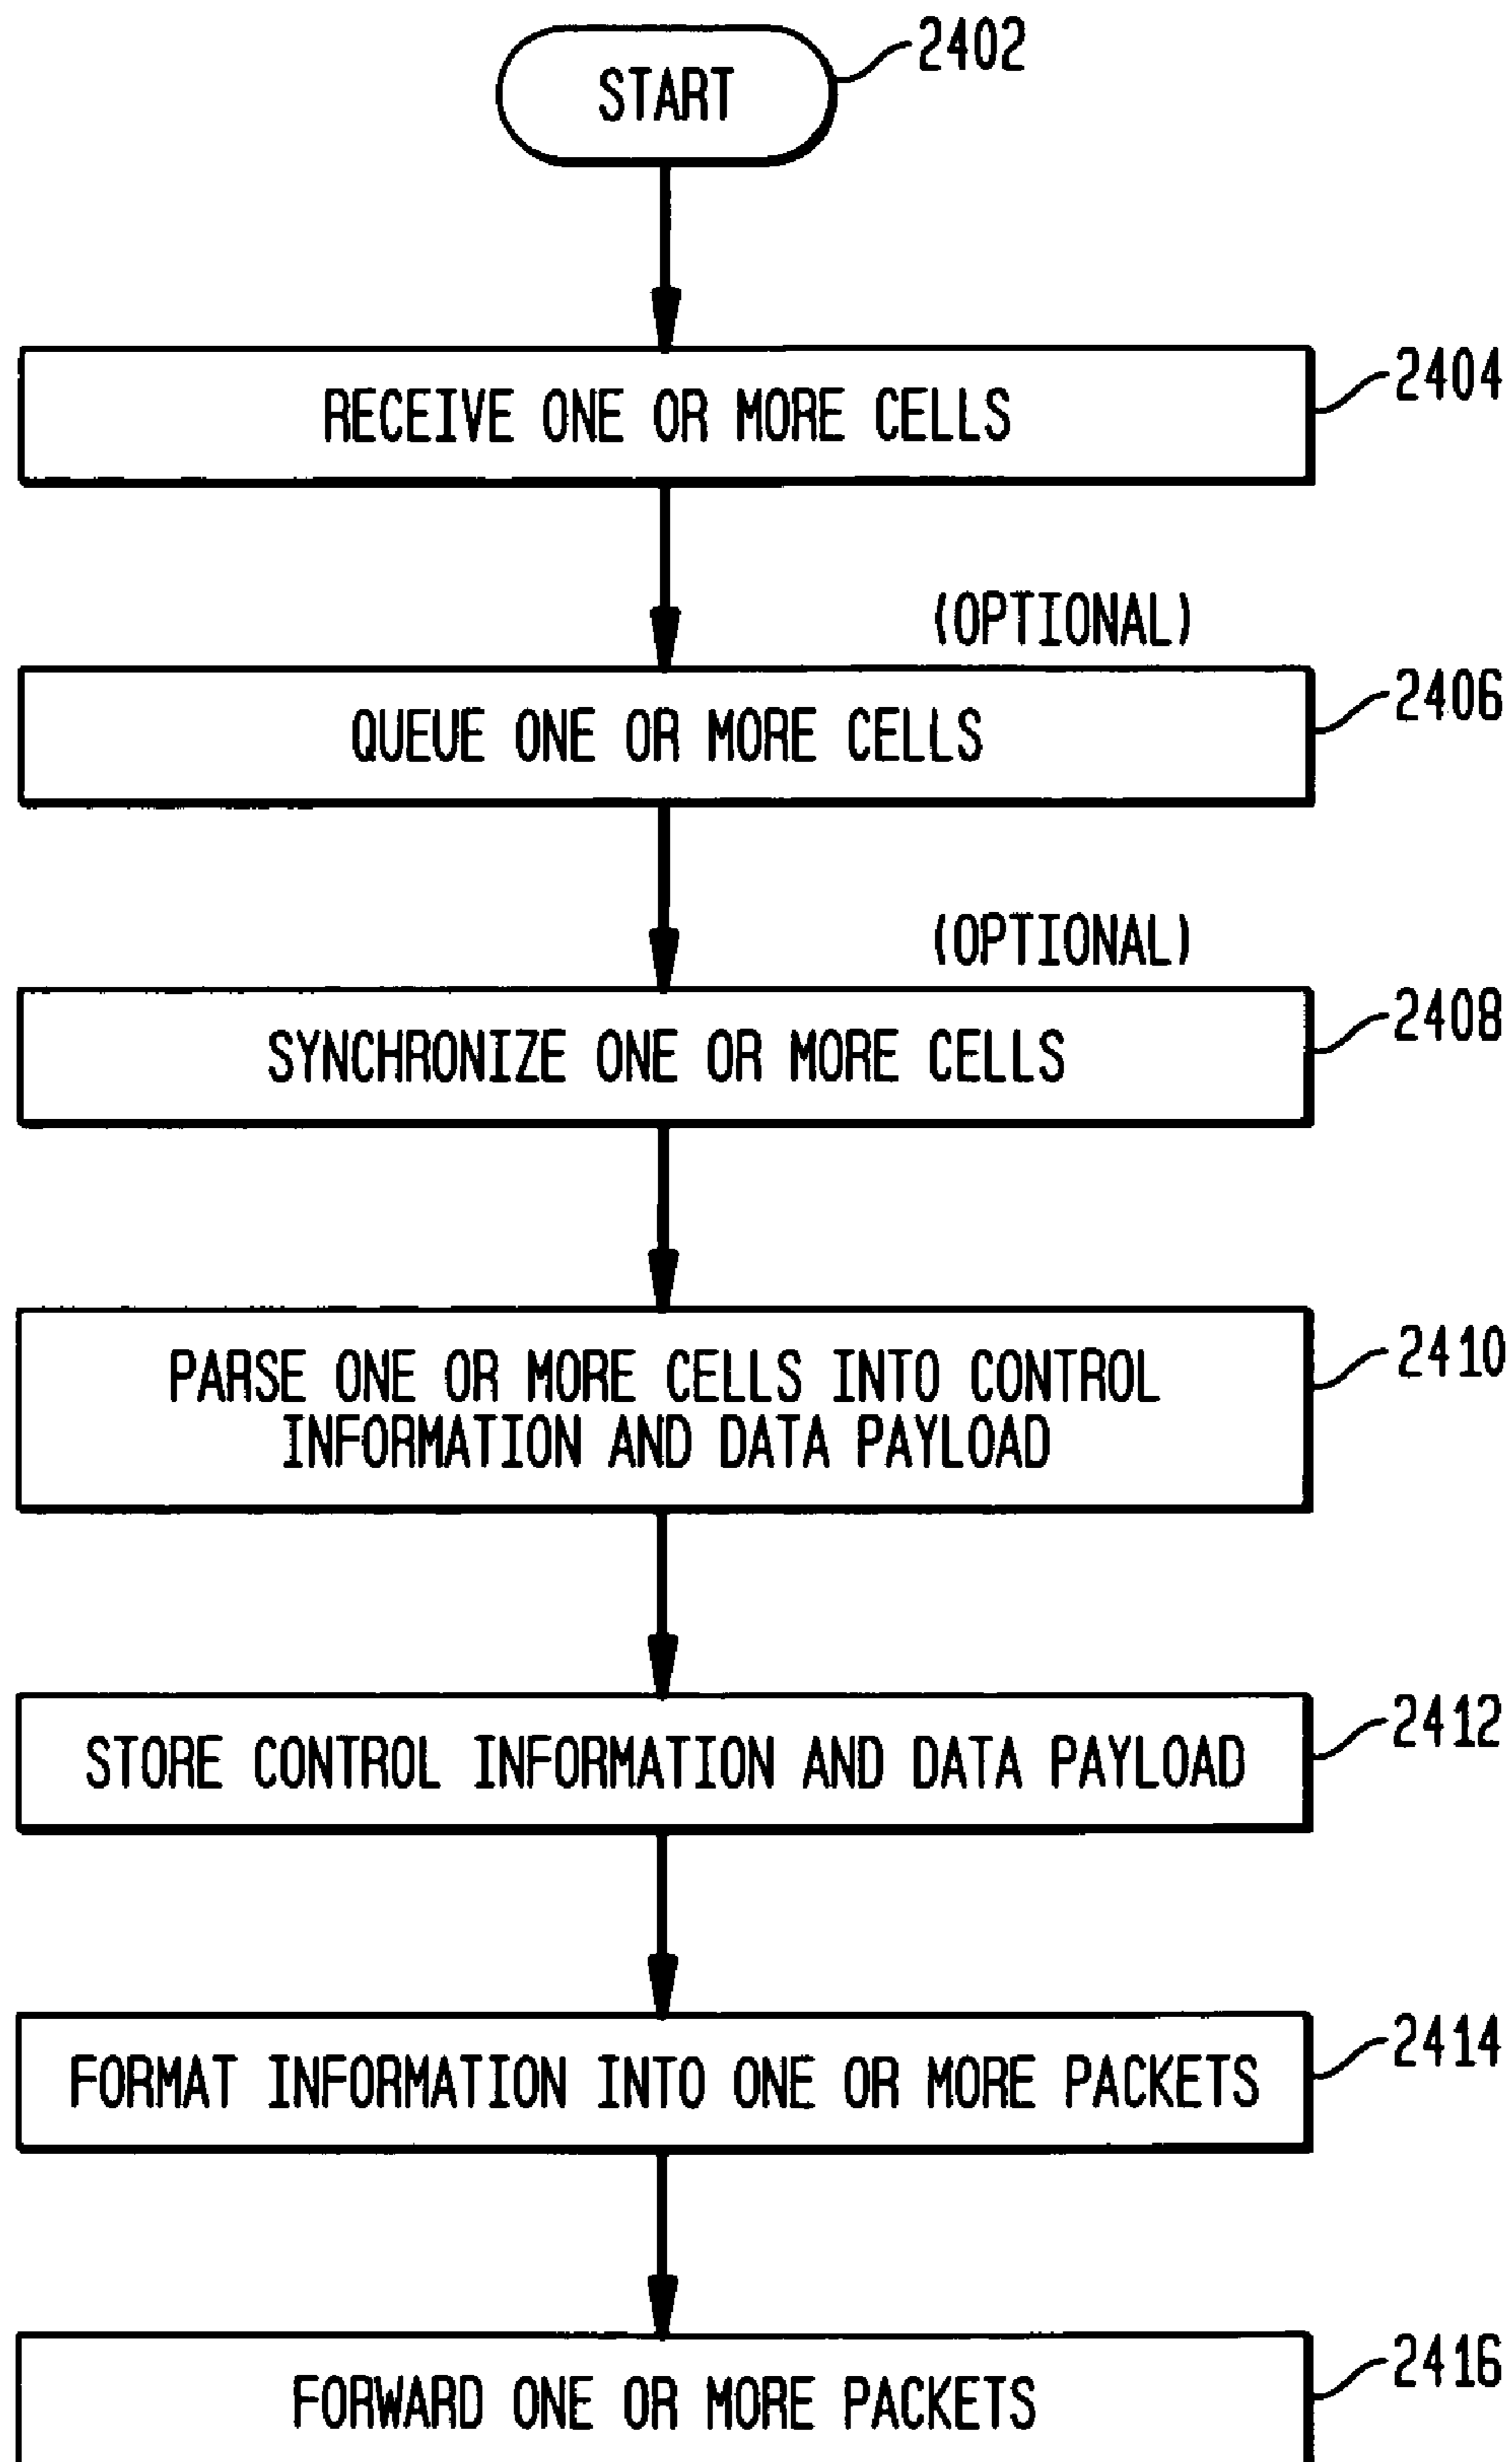 2402
START
2404
RECEIVE ONE OR MORE CELLS
(OPTIONAL)
2406
QUEUE ONE OR MORE CELLS
(OPTIONAL)
2408
SYNCHRONIZE ONE OR MORE CELLS
2410
PARSE ONE OR MORE CELLS INTO CONTROL
INFORMATION AND DATA PAYLOAD
2412
STORE CONTROL INFORMATION AND DATA PAYLOAD
2414
FORMAT INFORMATION INTO ONE OR MORE PACKETS
2416
FORWARD ONE OR MORE PACKETS